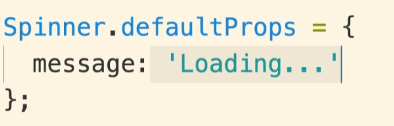 Spinner.defaultProps = {
  message: 'Loading...'
};